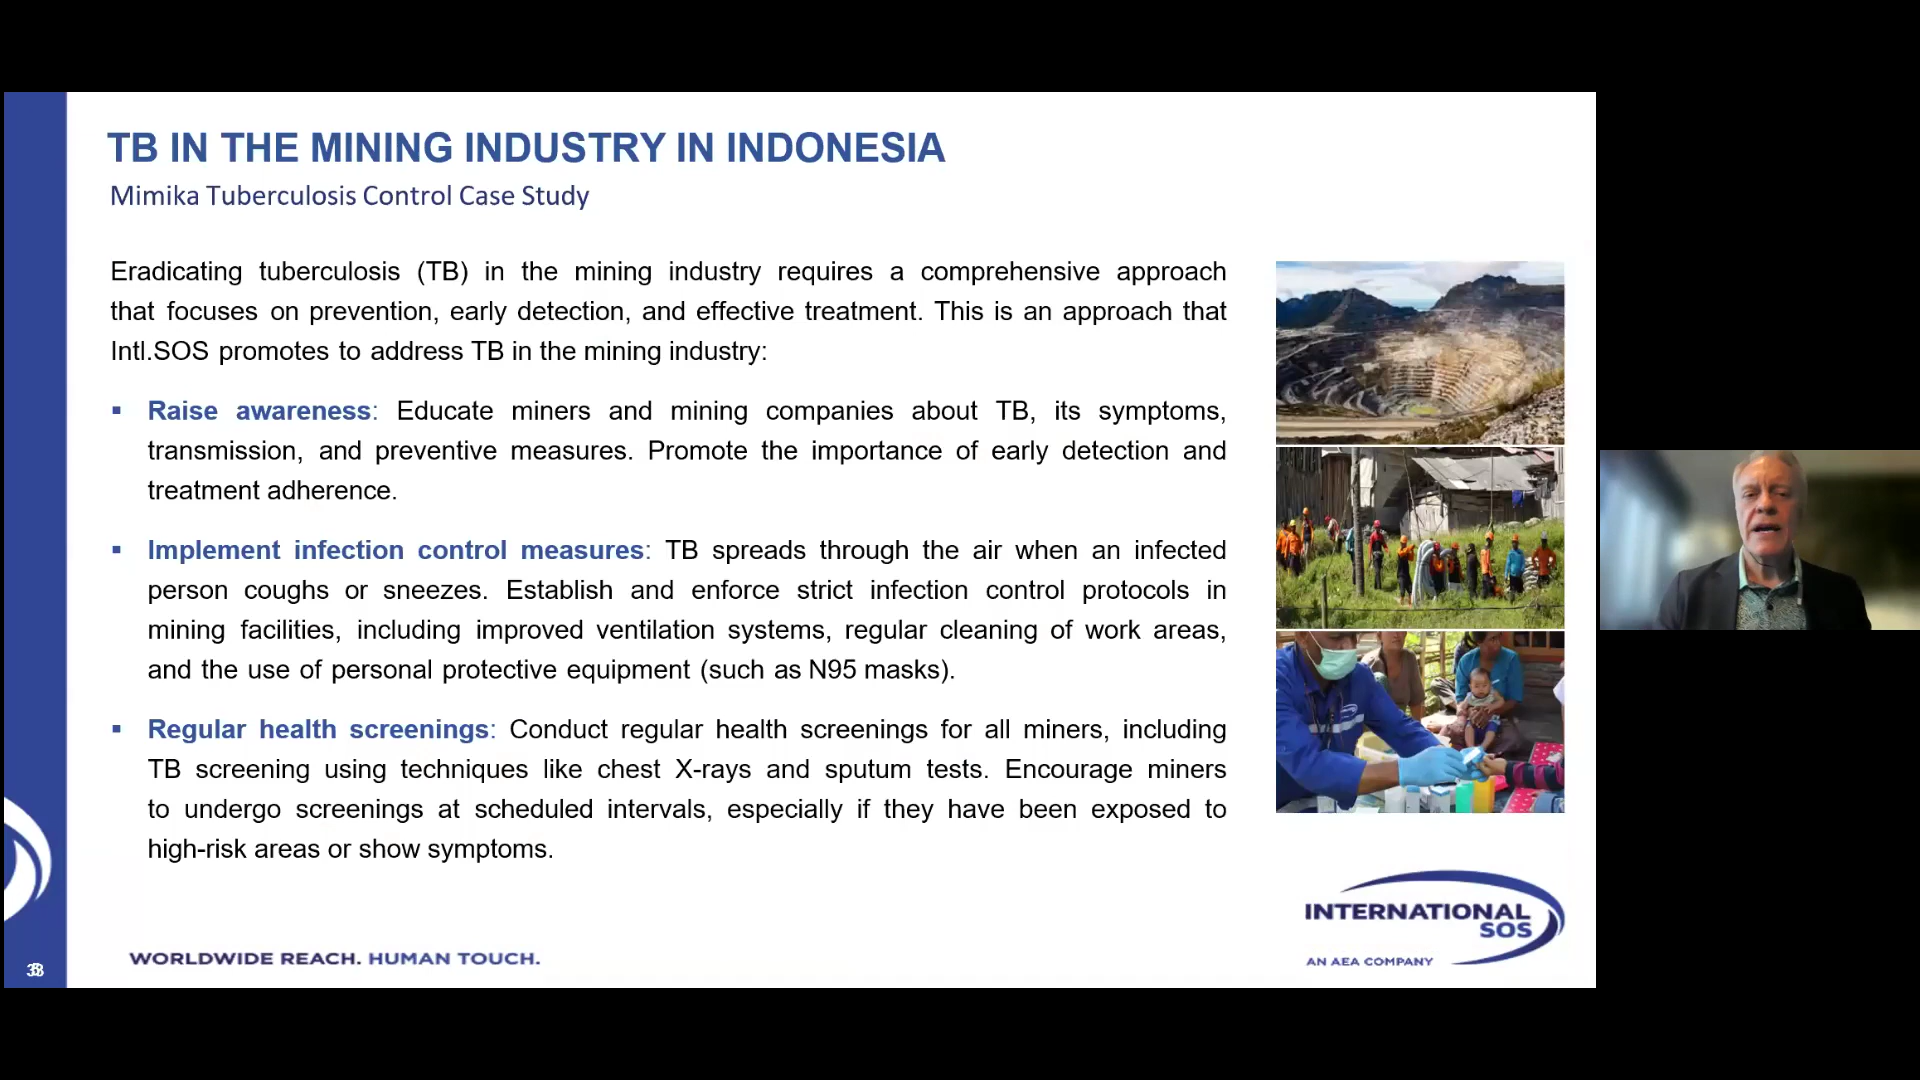 TB IN THE MINING INDUSTRY IN INDONESIA
Mimika Tuberculosis Control Case Study
Eradicating tuberculosis (TB) in the mining industry requires a comprehensive approach
that focuses on prevention, early detection, and effective treatment. This is an approach that
Intl.SOS promotes to address TB in the mining industry:
▪ Raise awareness: Educate miners and mining companies about TB, its symptoms,
transmission, and preventive measures. Promote the importance of early detection and
treatment adherence.
▪ Implement infection control measures: TB spreads through the air when an infected
person coughs or sneezes. Establish and enforce strict infection control protocols in
mining facilities, including improved ventilation systems, regular cleaning of work areas,
and the use of personal protective equipment (such as N95 masks).
▪ Regular health screenings: Conduct regular health screenings for all miners, including
TB screening using techniques like chest X-rays and sputum tests. Encourage miners
to undergo screenings at scheduled intervals, especially if they have been exposed to
high-risk areas or show symptoms.
INTERNATIONAL
SOS
AN AEA COMPANY
WORLDWIDE REACH. HUMAN TOUCH.